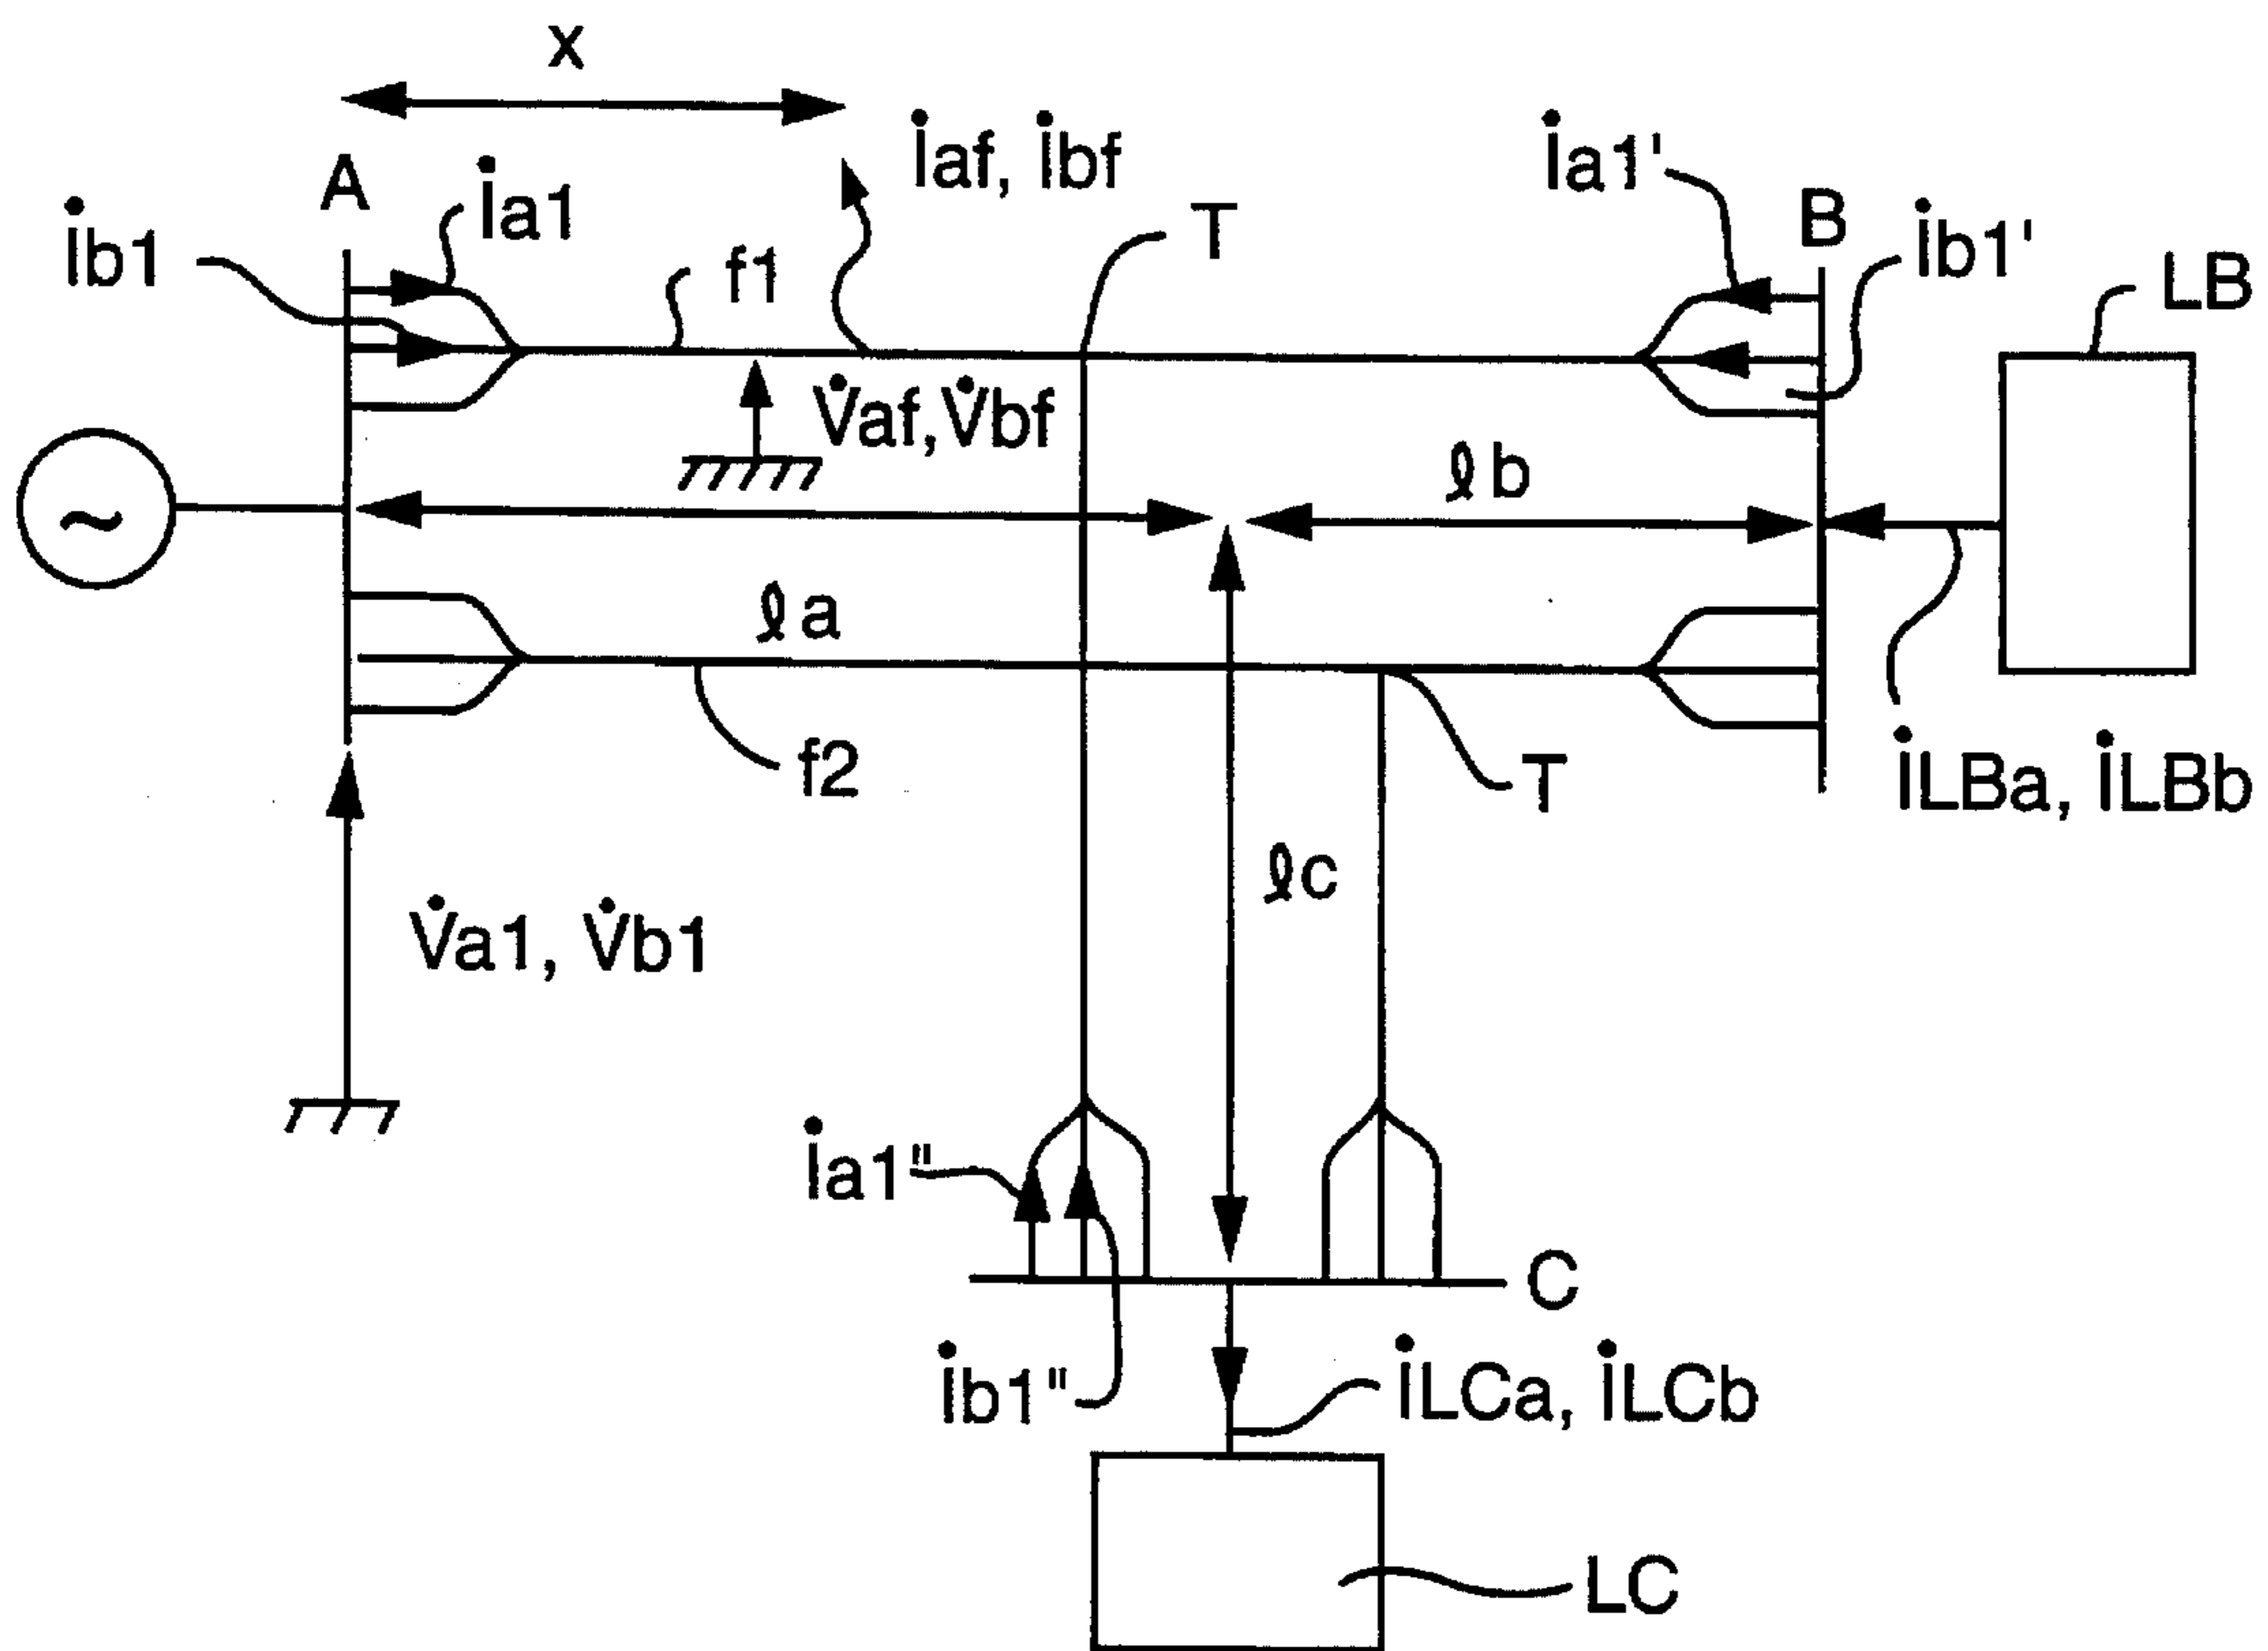 x
A
İa1
İb1
f1
İaf, İbf
T
İa1'
B
İb1'
LB
V̇af, V̇bf
ℓb
~
ℓa
f2
T
İLBa, İLBb
ℓc
V̇a1, V̇b1
İa1"
C
İb1"
İLCa, İLCb
LC